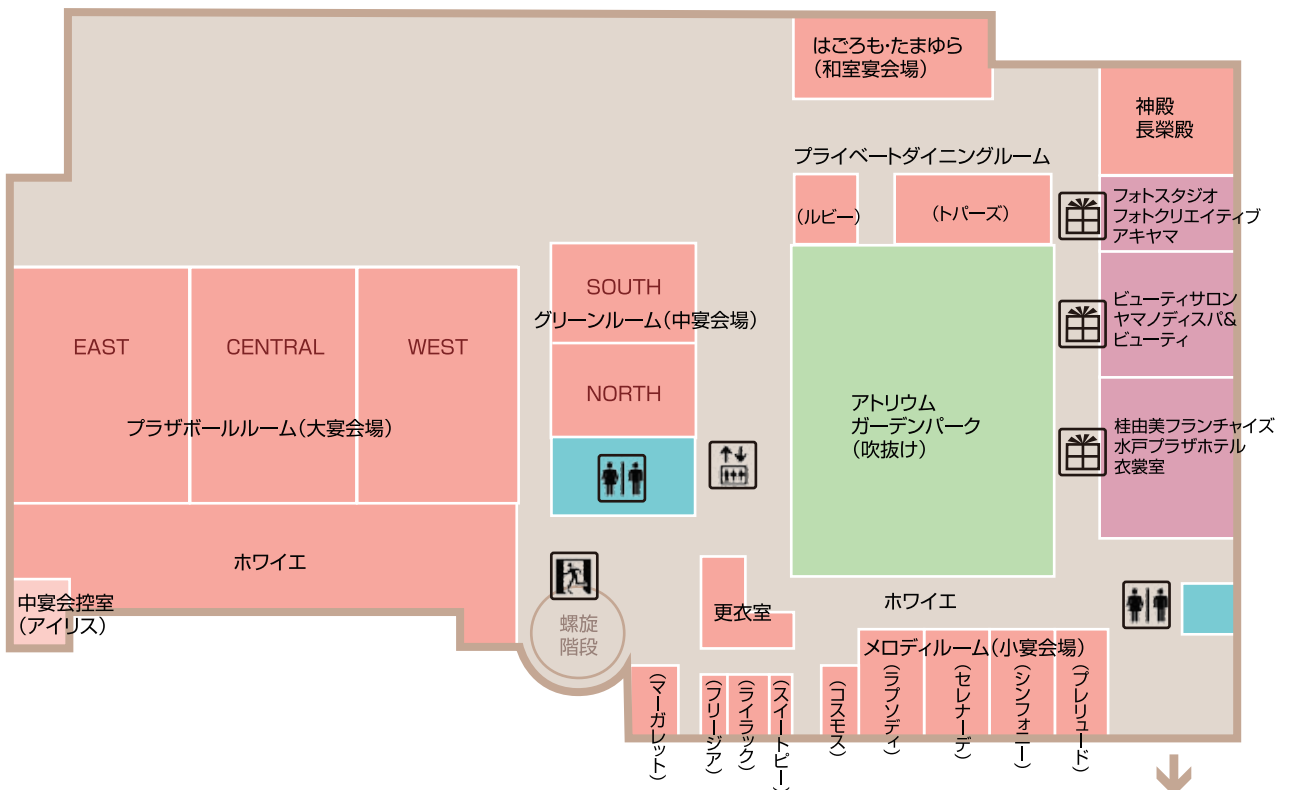 はごろも・たまゆら
（和室宴会場）
神殿
長榮殿
プライベートダイニングルーム
（ルビー）
（トパーズ）
フォトスタジオ
フォトクリエイティブ
アキヤマ
SOUTH
グリーンルーム（中宴会場）
NORTH
EAST
CENTRAL
WEST
プラザボールルーム（大宴会場）
ビューティサロン
ヤマノディスパ&
ビューティ
アトリウム
ガーデンパーク
（吹抜け）
桂由美フランチャイズ
水戸プラザホテル
衣裳室
ホワイエ
中宴会控室
（アイリス）
螺旋
階段
更衣室
ホワイエ
メロディルーム（小宴会場）
（マーガレット）
（フリージア）
（ライラック）
（スイートピー）
（コスモス）
（ラプソディ）
（セレナーデ）
（シンフォニー）
（プレリュード）